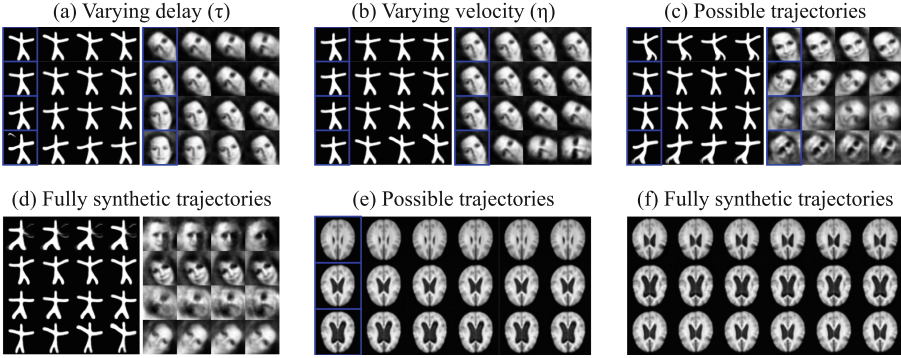 (a) Varying delay (τ)
(b) Varying velocity (η)
(c) Possible trajectories
(d) Fully synthetic trajectories
(e) Possible trajectories
(f) Fully synthetic trajectories